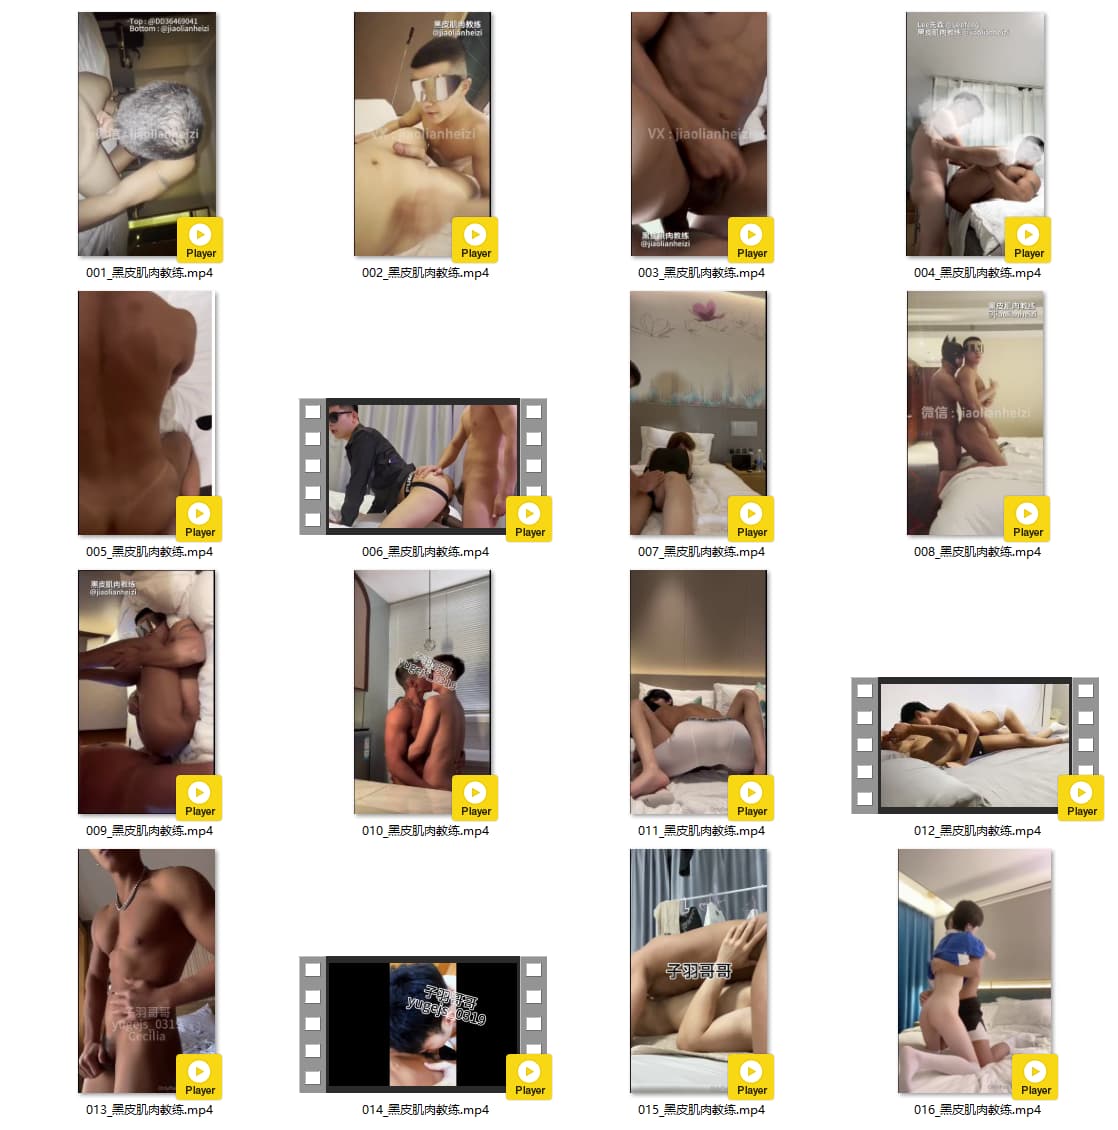 Top : @DD36469041
Bottom : @jiaolianheizi
微信 : jiaolianheizi
Player
001_黑皮肌肉教练.mp4
黑皮肌肉教练
@jiaolianheizi
VX : jiaolianheizi
Player
002_黑皮肌肉教练.mp4
VX : jiaolianheizi
黑皮肌肉教练
@jiaolianheizi
Player
003_黑皮肌肉教练.mp4
黑皮肌肉教练 @jiaolianheizi
Player
004_黑皮肌肉教练.mp4
Player
005_黑皮肌肉教练.mp4
Player
006_黑皮肌肉教练.mp4
Player
007_黑皮肌肉教练.mp4
黑皮肌肉教练
@jiaolianheizi
微信 : jiaolianheizi
Player
008_黑皮肌肉教练.mp4
黑皮肌肉教练
@jiaolianheizi
Player
009_黑皮肌肉教练.mp4
子羽哥哥
yugejs_0319
Player
010_黑皮肌肉教练.mp4
Player
011_黑皮肌肉教练.mp4
Player
012_黑皮肌肉教练.mp4
子羽哥哥
yugejs_0319
Cecilia
Player
013_黑皮肌肉教练.mp4
子羽哥哥
yugejs_0319
Player
014_黑皮肌肉教练.mp4
子羽哥哥
Player
015_黑皮肌肉教练.mp4
Player
016_黑皮肌肉教练.mp4